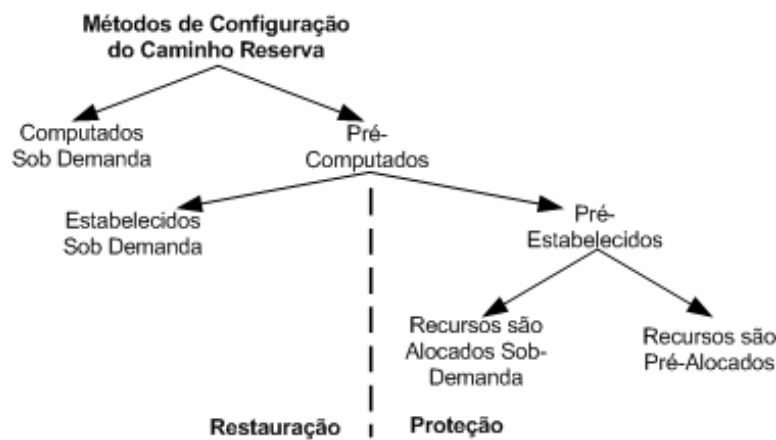 Métodos de Configuração
do Caminho Reserva
Computados
Sob Demanda
Pré-
Computados
Estabelecidos
Sob Demanda
Pré-
Estabelecidos
Recursos são
Alocados Sob-
Demanda
Recursos são
Pré-Alocados
Restauração
Proteção